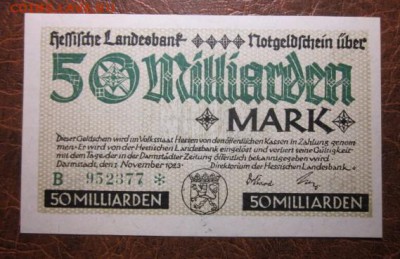 Hessische Landesbank Notgeldschein über
50 Milliarden
MARK
Dieser Geldschein wird im Volksstaat Hessen von den öffentlichen Kassen in Zahlung genom-
men - Er wird von der Hessischen Landesbank eingelöst und verliert seine Gültigkeit
mit dem Tage, der in der Darmstädter Zeitung öffentlich bekanntgegeben wird
Darmstadt, den 3. November 1923 - Direktorium der Hessischen Landesbank.
B 952377 *
50 MILLIARDEN 50 MILLIARDEN